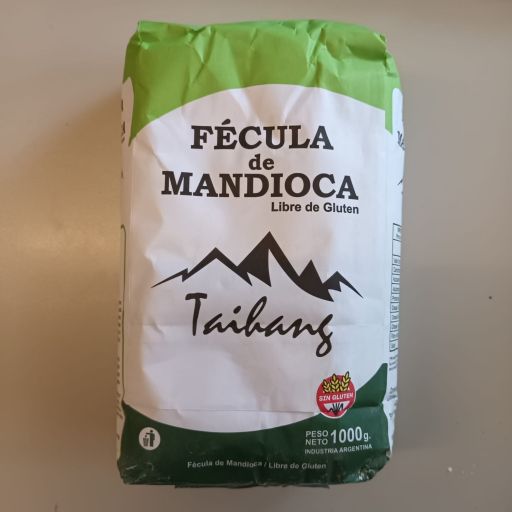 FÉCULA
de
MANDIOCA
Libre de Gluten
Taihang
SIN GLUTEN
PESO
NETO 1000g.
INDUSTRIA ARGENTINA
Fécula de Mandioca / Libre de Gluten